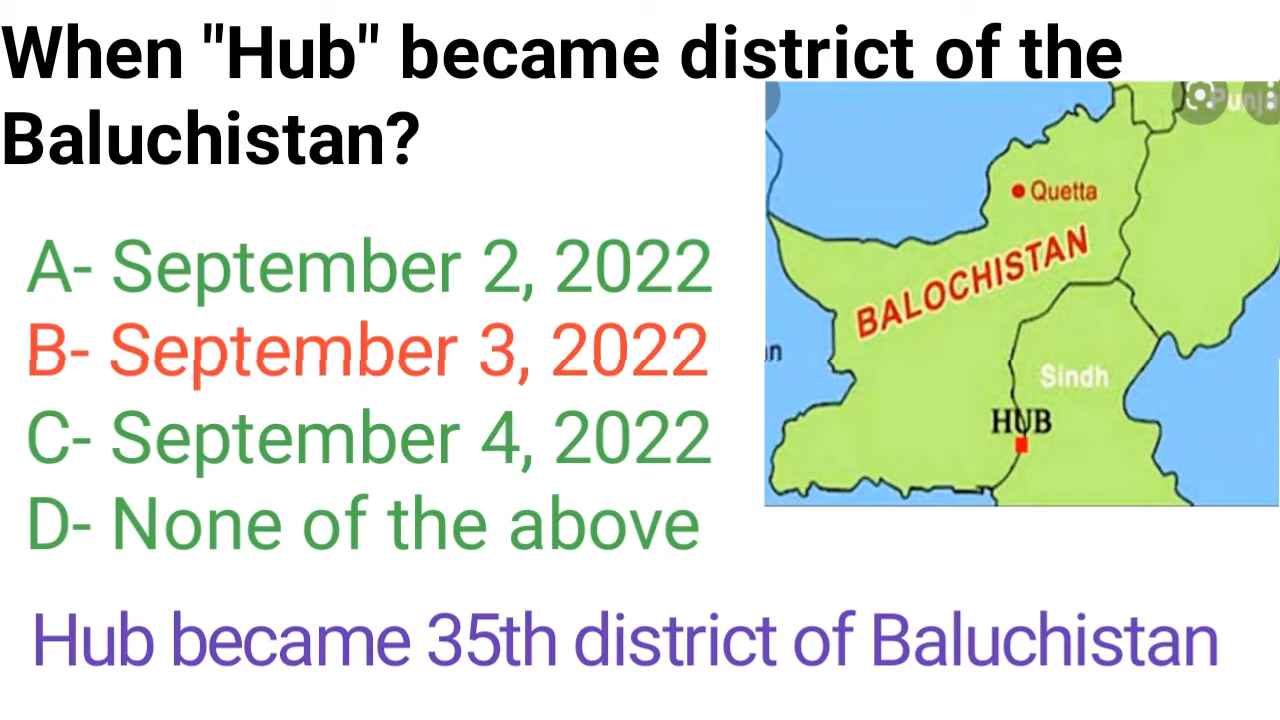 When "Hub" became district of the
Baluchistan?
A- September 2, 2022
B- September 3, 2022
C- September 4, 2022
D- None of the above
Quetta
BALOCHISTAN
Sindh
HUB
Hub became 35th district of Baluchistan